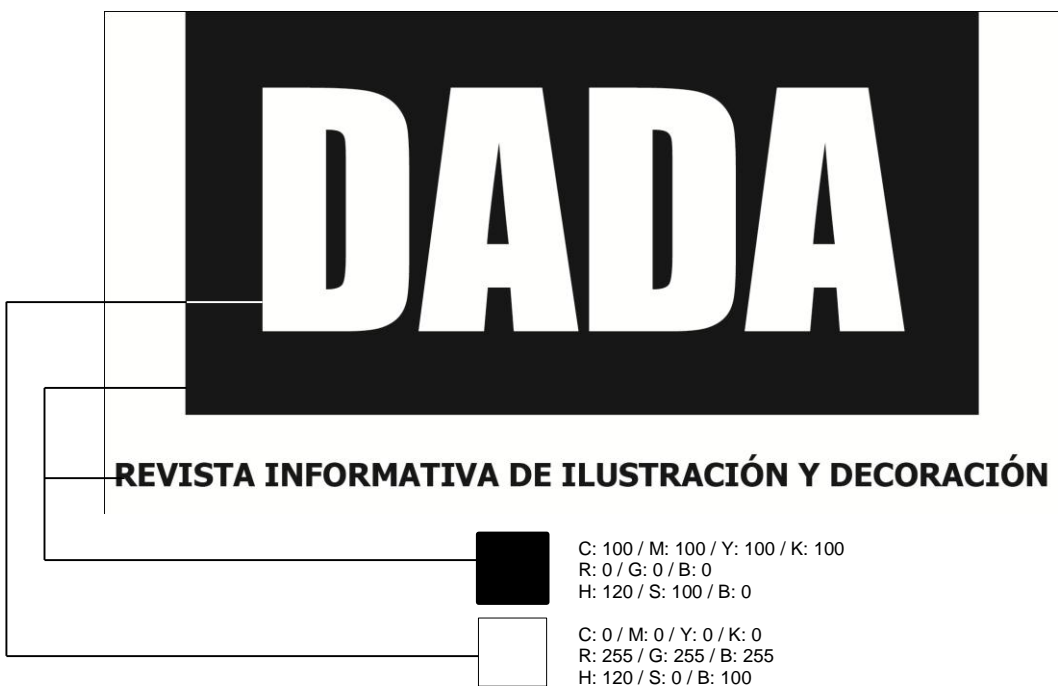 DADA
REVISTA INFORMATIVA DE ILUSTRACIÓN Y DECORACIÓN
C: 100 / M: 100 / Y: 100 / K: 100
R: 0 / G: 0 / B: 0
H: 120 / S: 100 / B: 0
C: 0 / M: 0 / Y: 0 / K: 0
R: 255 / G: 255 / B: 255
H: 120 / S: 0 / B: 100